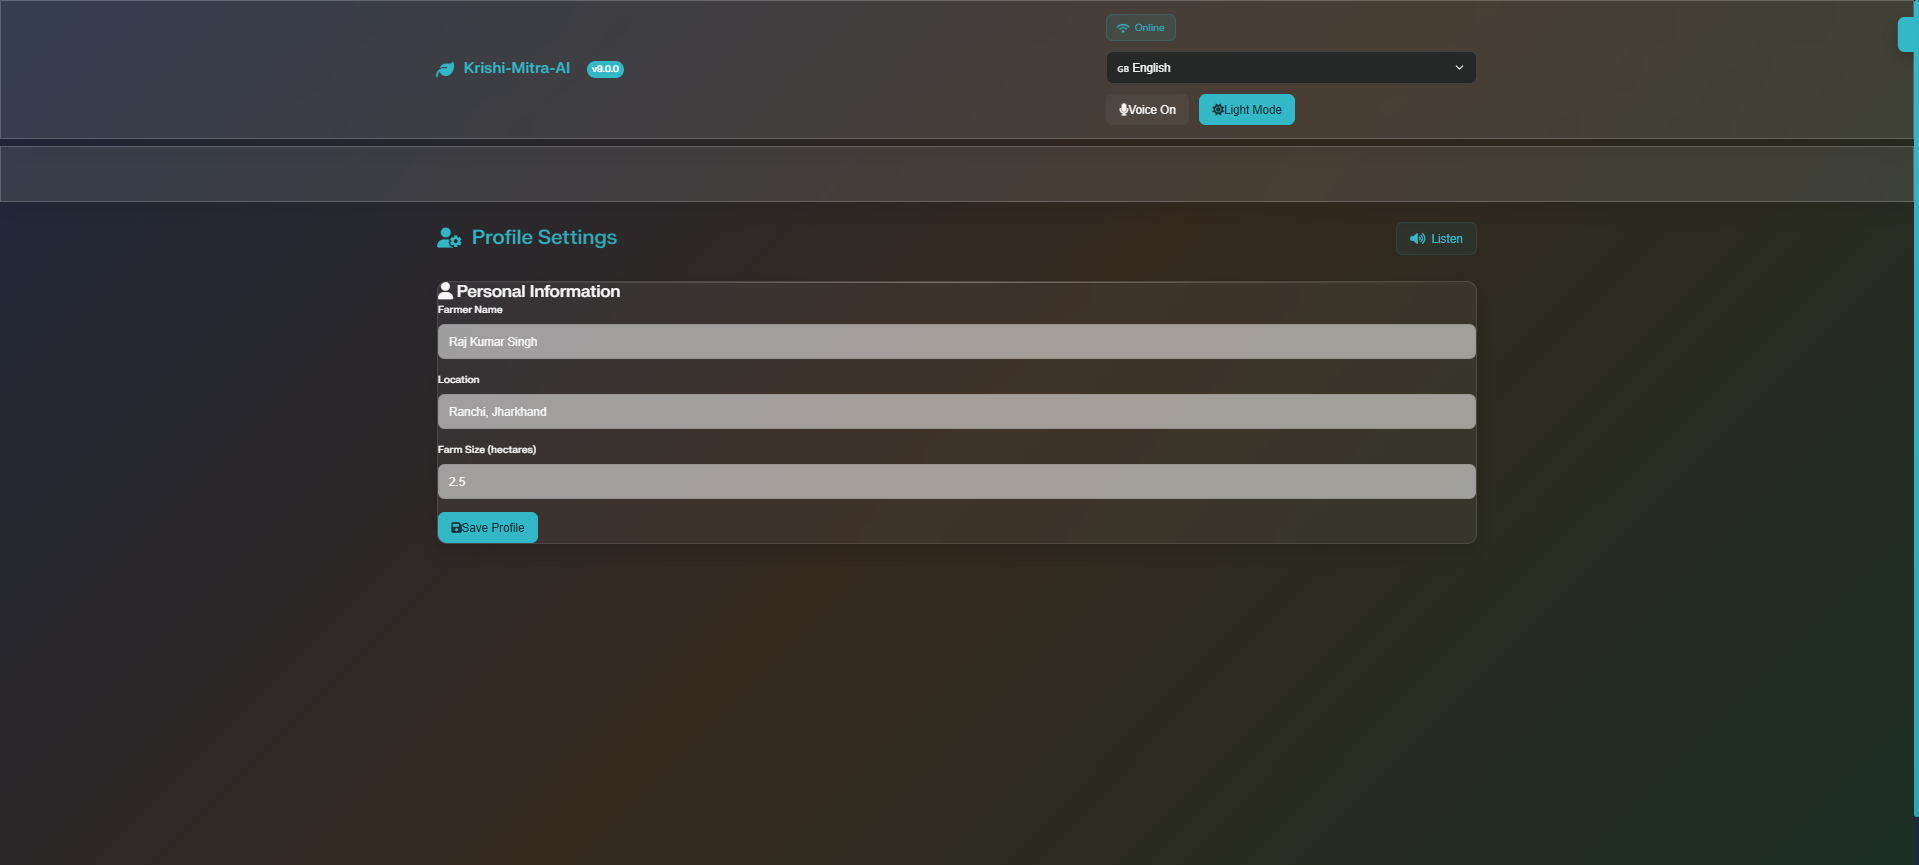 Krishi-Mitra-AI v9.0.0
Online
GB English
Voice On
Light Mode
Profile Settings
Listen
Personal Information
Farmer Name
Raj Kumar Singh
Location
Ranchi, Jharkhand
Farm Size (hectares)
2.5
Save Profile